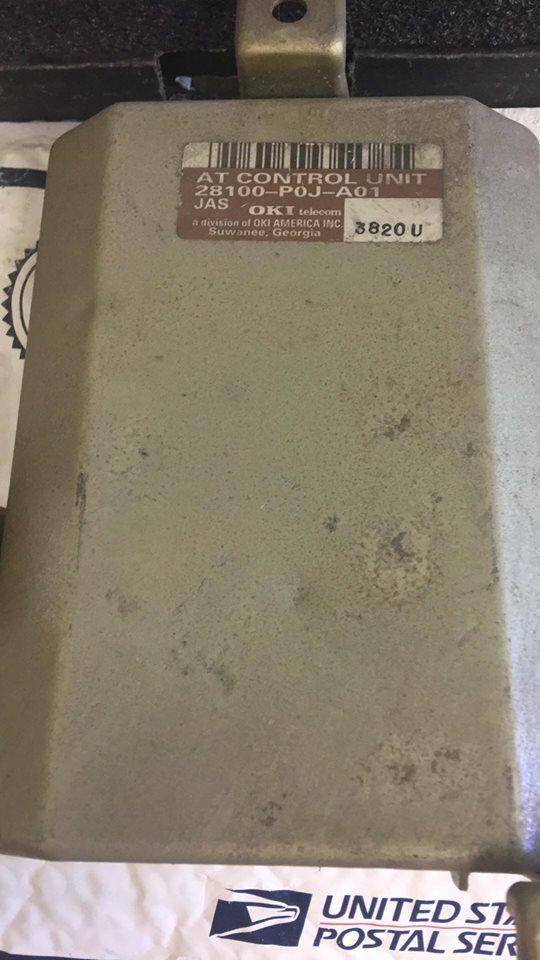 AT CONTROL UNIT
28100-P0J-A01
JAS OKI telecom
a division of OKI AMERICA INC.
Suwanee, Georgia
3820U
UNITED STA
POSTAL SER